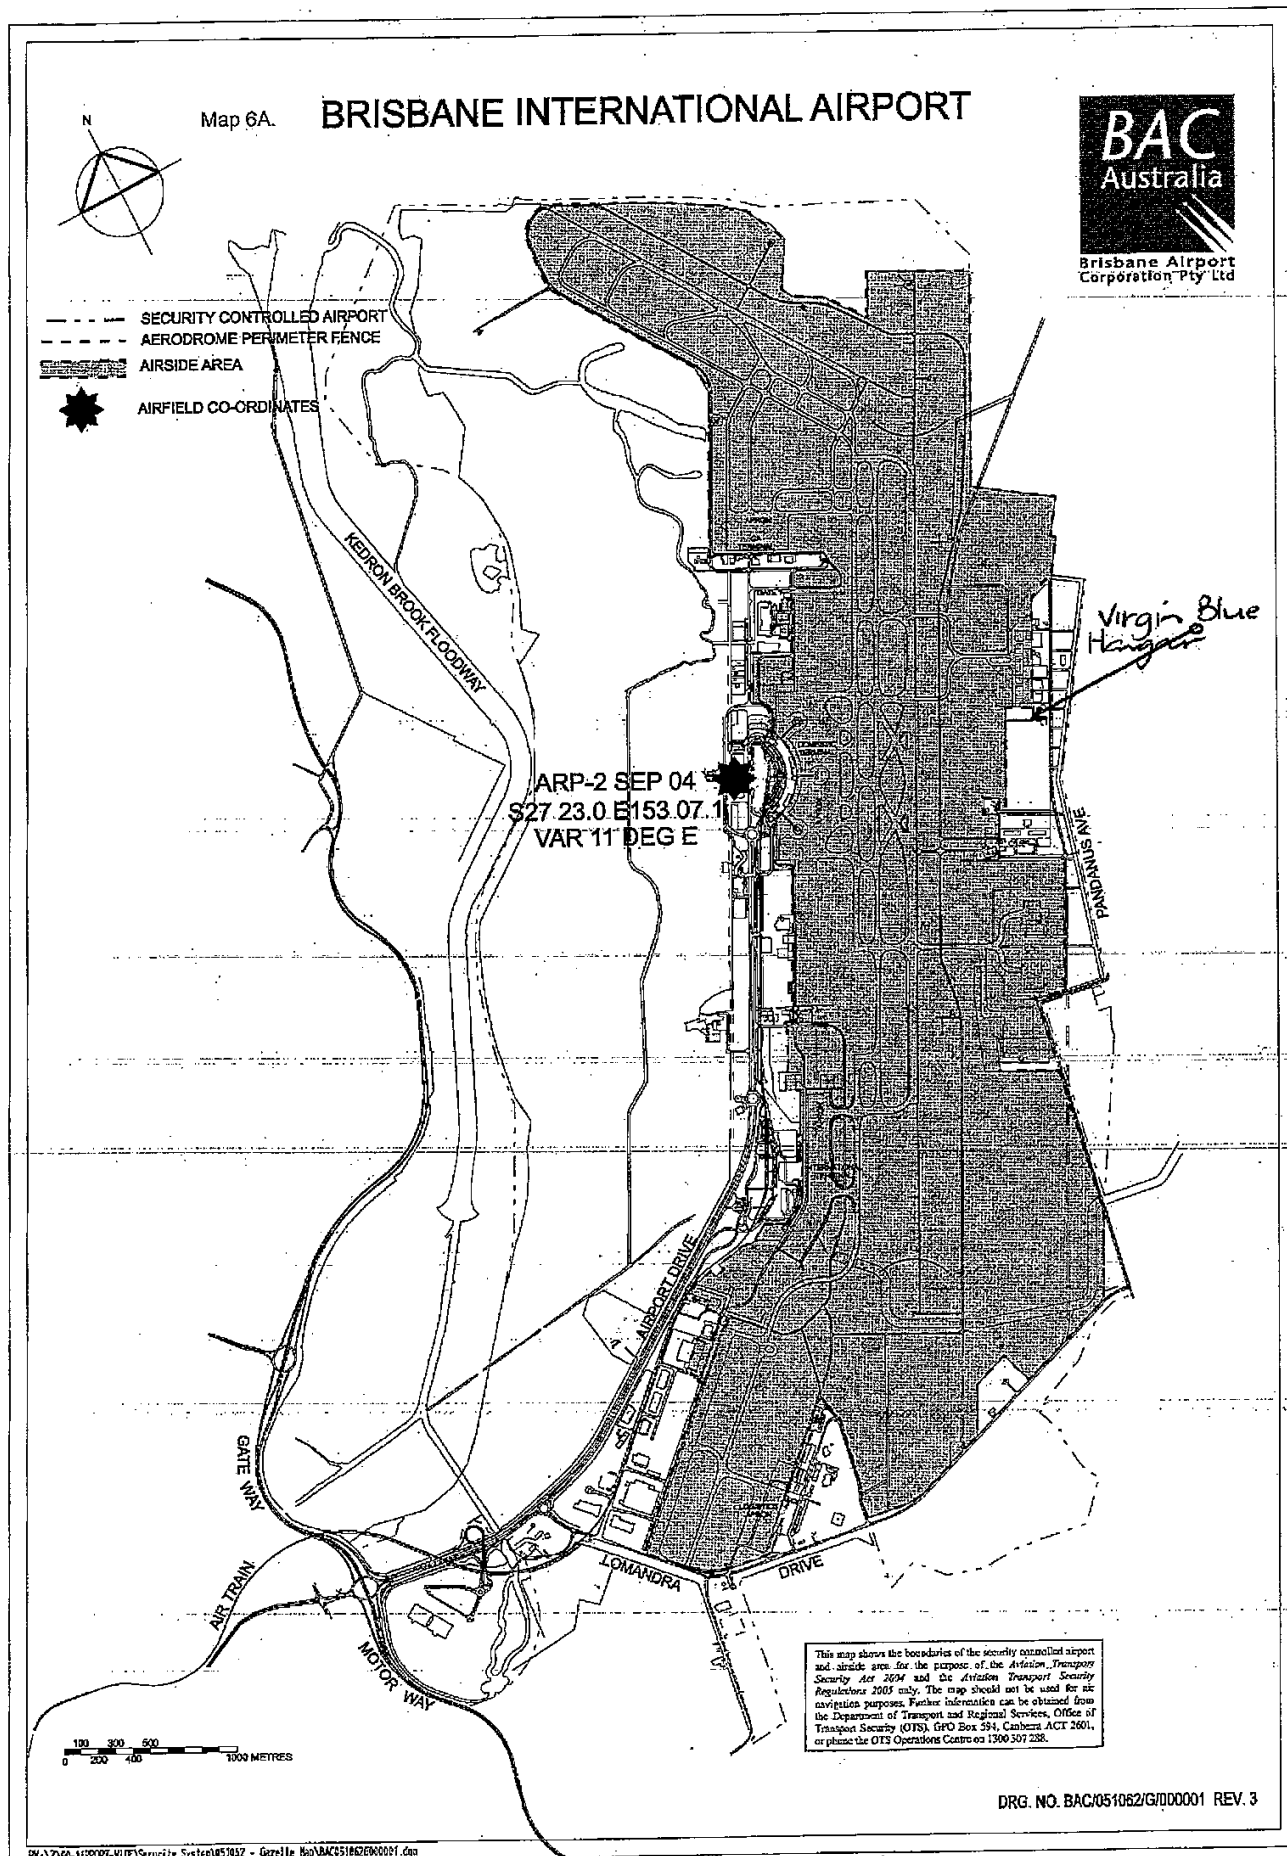 Map 6A.
BRISBANE INTERNATIONAL AIRPORT
N
BAC
Australia
Brisbane Airport
Corporation Pty Ltd
SECURITY CONTROLLED AIRPORT
AERODROME PERIMETER FENCE
AIRSIDE AREA
AIRFIELD CO-ORDINATES
KEDRON BROOK FLOODWAY
Virgin Blue
Hangar
ARP-2 SEP 04
S27 23.0 E153 07.1
VAR 11 DEG E
PANDANUS AVE
AIRPORT DRIVE
GATE WAY
MOTOR WAY
AIR TRAIN
LOMANDRA
DRIVE
This map shows the boundaries of the security controlled airport
and airside area for the purpose of the Aviation Transport
Security Act 2004 and the Aviation Transport Security
Regulations 2005 only. The map should not be used for air
navigation purposes. Further information can be obtained from
the Department of Transport and Regional Services, Office of
Transport Security (OTS), GPO Box 594, Canberra ACT 2601,
or phone the OTS Operations Centre on 1300 307 288.
100 300 500
0 200 400 1000 METRES
DRG. NO. BAC/051062/G/000001 REV. 3